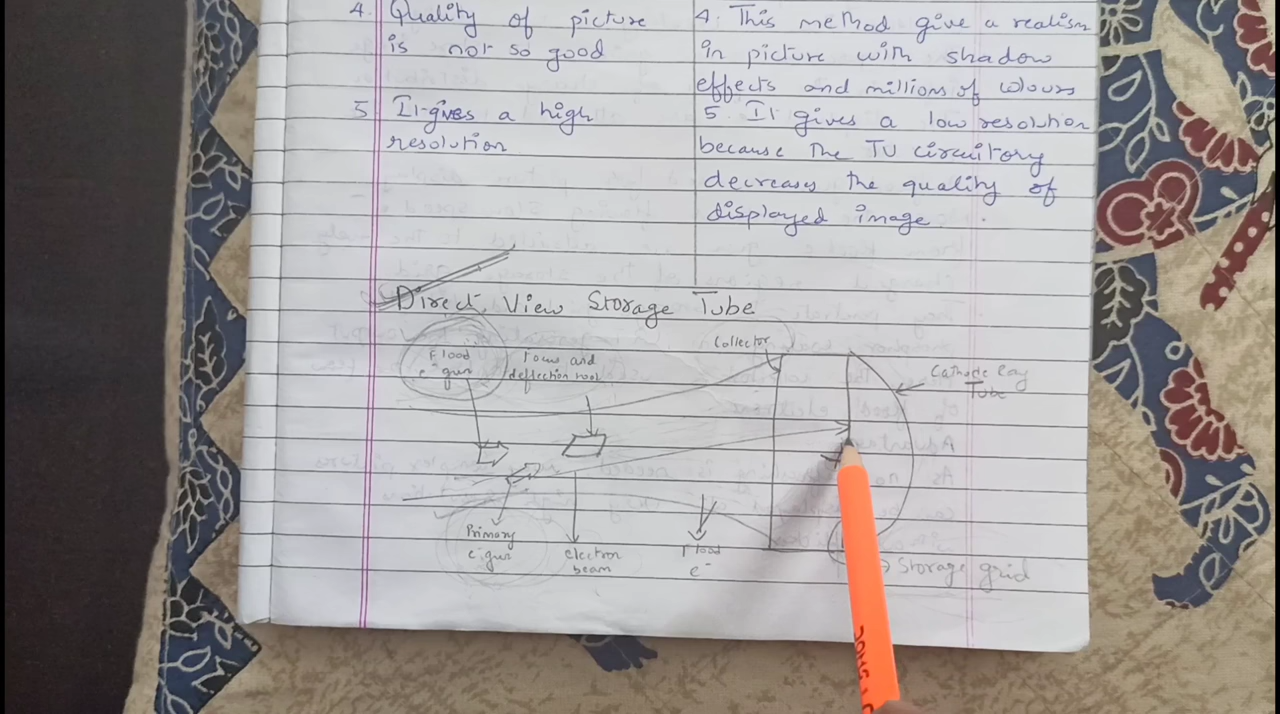 4. Quality of picture
is not so good
5 It gives a high
resolution
4. This method give a realism
in picture with shadow
effects and millions of colours
5. It gives a low resolution
because the TV circuitory
decreases the quality of
displayed image.
Direct View Storage Tube
Flood
e⁻ gun
Focus and
deflection
Collector
Cathode Ray
Tube
Primary
e⁻ gun
electron
beam
Flood
e⁻
Storage grid